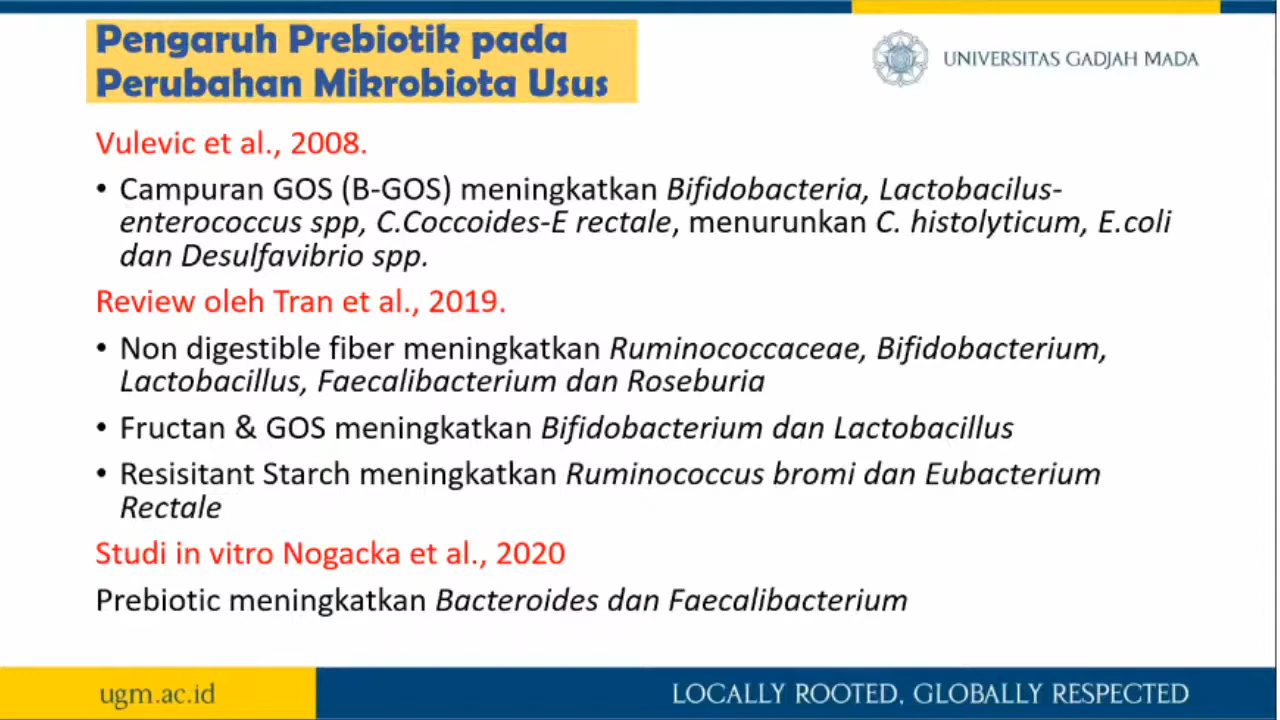 Pengaruh Prebiotik pada
Perubahan Mikrobiota Usus
UNIVERSITAS GADJAH MADA
Vulevic et al., 2008.
• Campuran GOS (B-GOS) meningkatkan Bifidobacteria, Lactobacilus-
enterococcus spp, C.Coccoides-E rectale, menurunkan C. histolyticum, E.coli
dan Desulfavibrio spp.
Review oleh Tran et al., 2019.
• Non digestible fiber meningkatkan Ruminococcaceae, Bifidobacterium,
Lactobacillus, Faecalibacterium dan Roseburia
• Fructan & GOS meningkatkan Bifidobacterium dan Lactobacillus
• Resisitant Starch meningkatkan Ruminococcus bromi dan Eubacterium
Rectale
Studi in vitro Nogacka et al., 2020
Prebiotic meningkatkan Bacteroides dan Faecalibacterium
ugm.ac.id
LOCALLY ROOTED, GLOBALLY RESPECTED